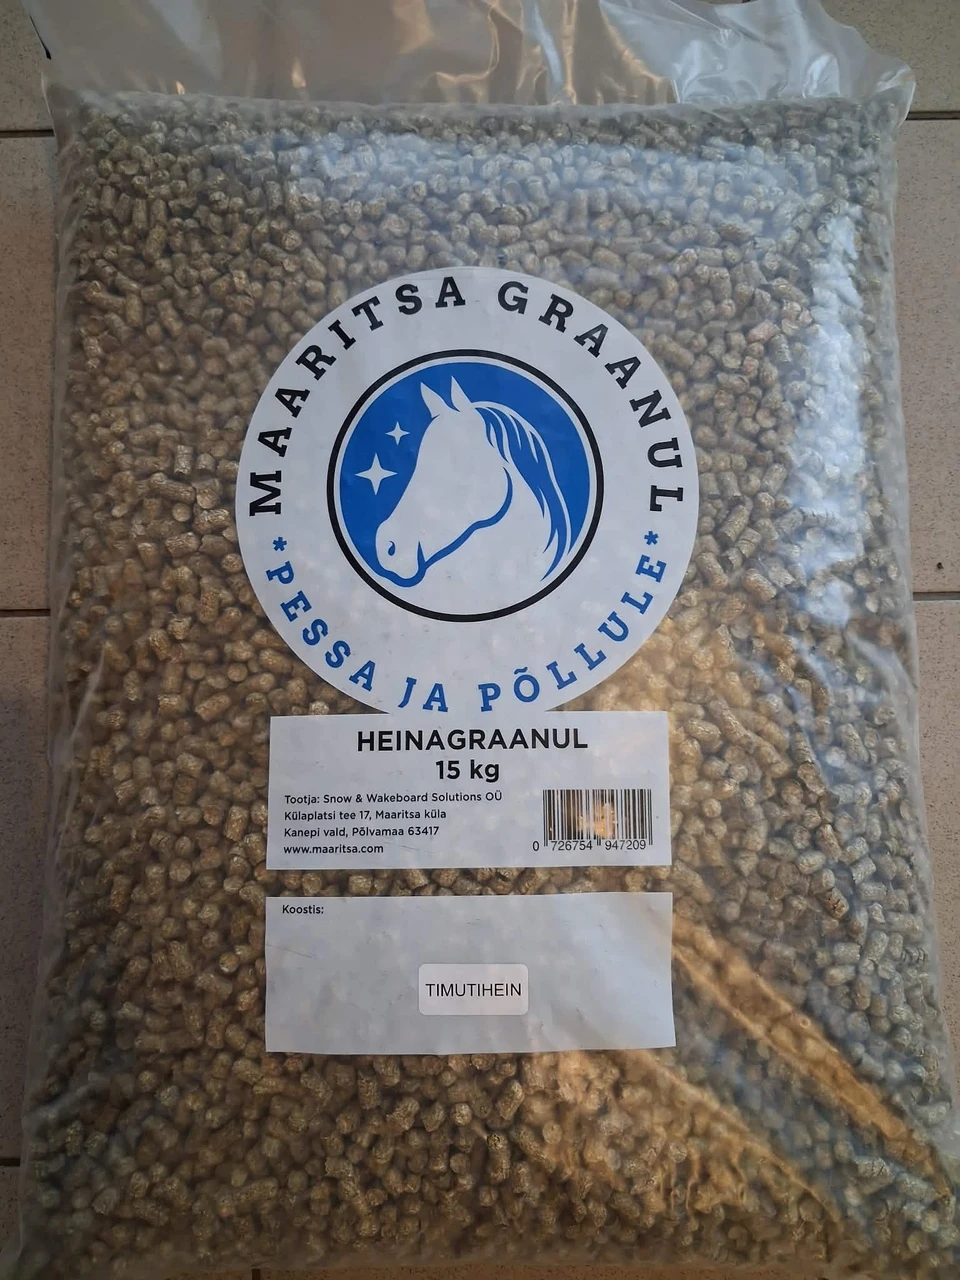 MAARITSA GRAANUL
* PESSA JA PÕLLULE *
HEINAGRAANUL
15 kg
Tootja: Snow & Wakeboard Solutions OÜ
Külaplatsi tee 17, Maaritsa küla
Kanepi vald, Põlvamaa 63417
www.maaritsa.com
0 726754 947209
Koostis:
TIMUTIHEIN